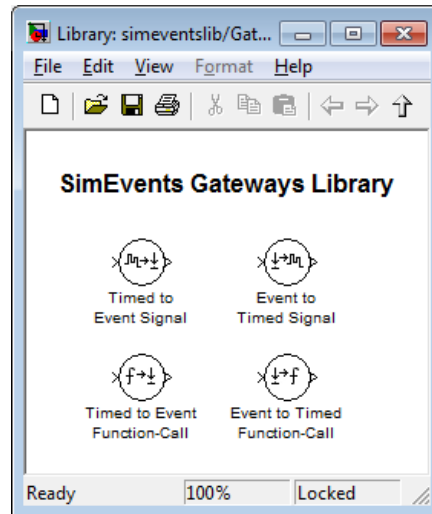 Library: simeventslib/Gat...
File Edit View Format Help
SimEvents Gateways Library
Timed to
Event Signal
Event to
Timed Signal
f
f
Timed to Event
Function-Call
Event to Timed
Function-Call
Ready 100% Locked